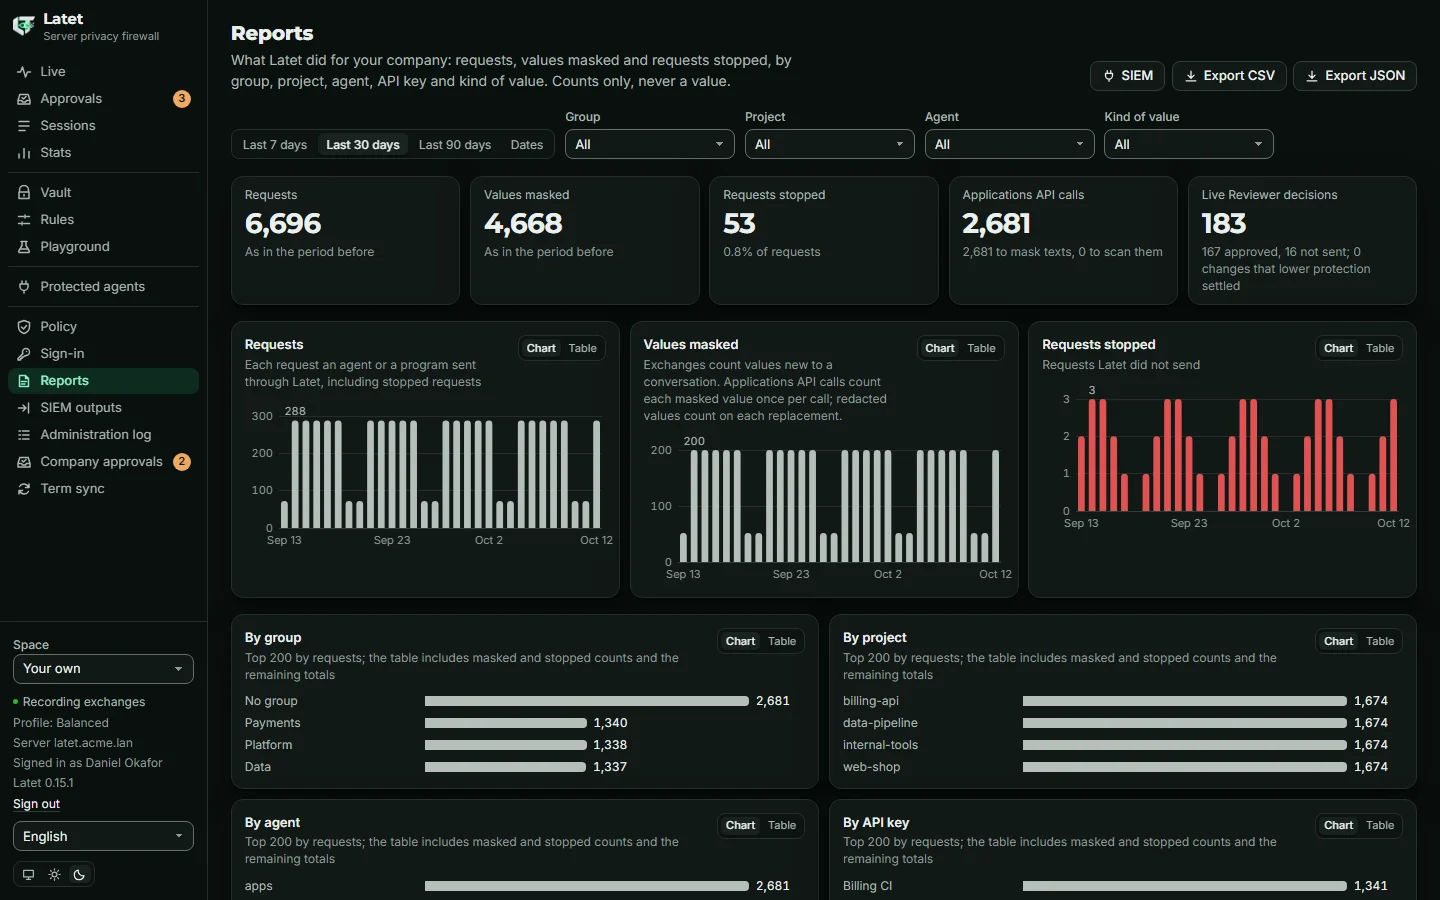 Latet
Server privacy firewall
Live
Approvals
3
Sessions
Stats
Vault
Rules
Playground
Protected agents
Policy
Sign-in
Reports
SIEM outputs
Administration log
Company approvals
2
Term sync
Space
Your own
Recording exchanges
Profile: Balanced
Server latet.acme.lan
Signed in as Daniel Okafor
Latet 0.15.1
Sign out
English
Reports
What Latet did for your company: requests, values masked and requests stopped, by
group, project, agent, API key and kind of value. Counts only, never a value.
SIEM
Export CSV
Export JSON
Last 7 days
Last 30 days
Last 90 days
Dates
Group
All
Project
All
Agent
All
Kind of value
All
Requests
6,696
As in the period before
Values masked
4,668
As in the period before
Requests stopped
53
0.8% of requests
Applications API calls
2,681
2,681 to mask texts, 0 to scan them
Live Reviewer decisions
183
167 approved, 16 not sent; 0
changes that lower protection
settled
Requests
Chart
Table
Each request an agent or a program sent
through Latet, including stopped requests
288
300
200
100
0
Sep 13
Sep 23
Oct 2
Oct 12
Values masked
Chart
Table
Exchanges count values new to a
conversation. Applications API calls count
each masked value once per call; redacted
values count on each replacement.
200
200
100
0
Sep 13
Sep 23
Oct 2
Oct 12
Requests stopped
Chart
Table
Requests Latet did not send
3
3
2
1
0
Sep 13
Sep 23
Oct 2
Oct 12
By group
Chart
Table
Top 200 by requests; the table includes masked and stopped counts and the
remaining totals
No group
2,681
Payments
1,340
Platform
1,338
Data
1,337
By project
Chart
Table
Top 200 by requests; the table includes masked and stopped counts and the
remaining totals
billing-api
1,674
data-pipeline
1,674
internal-tools
1,674
web-shop
1,674
By agent
Chart
Table
Top 200 by requests; the table includes masked and stopped counts and the
remaining totals
apps
2,681
By API key
Chart
Table
Top 200 by requests; the table includes masked and stopped counts and the
remaining totals
Billing CI
1,341